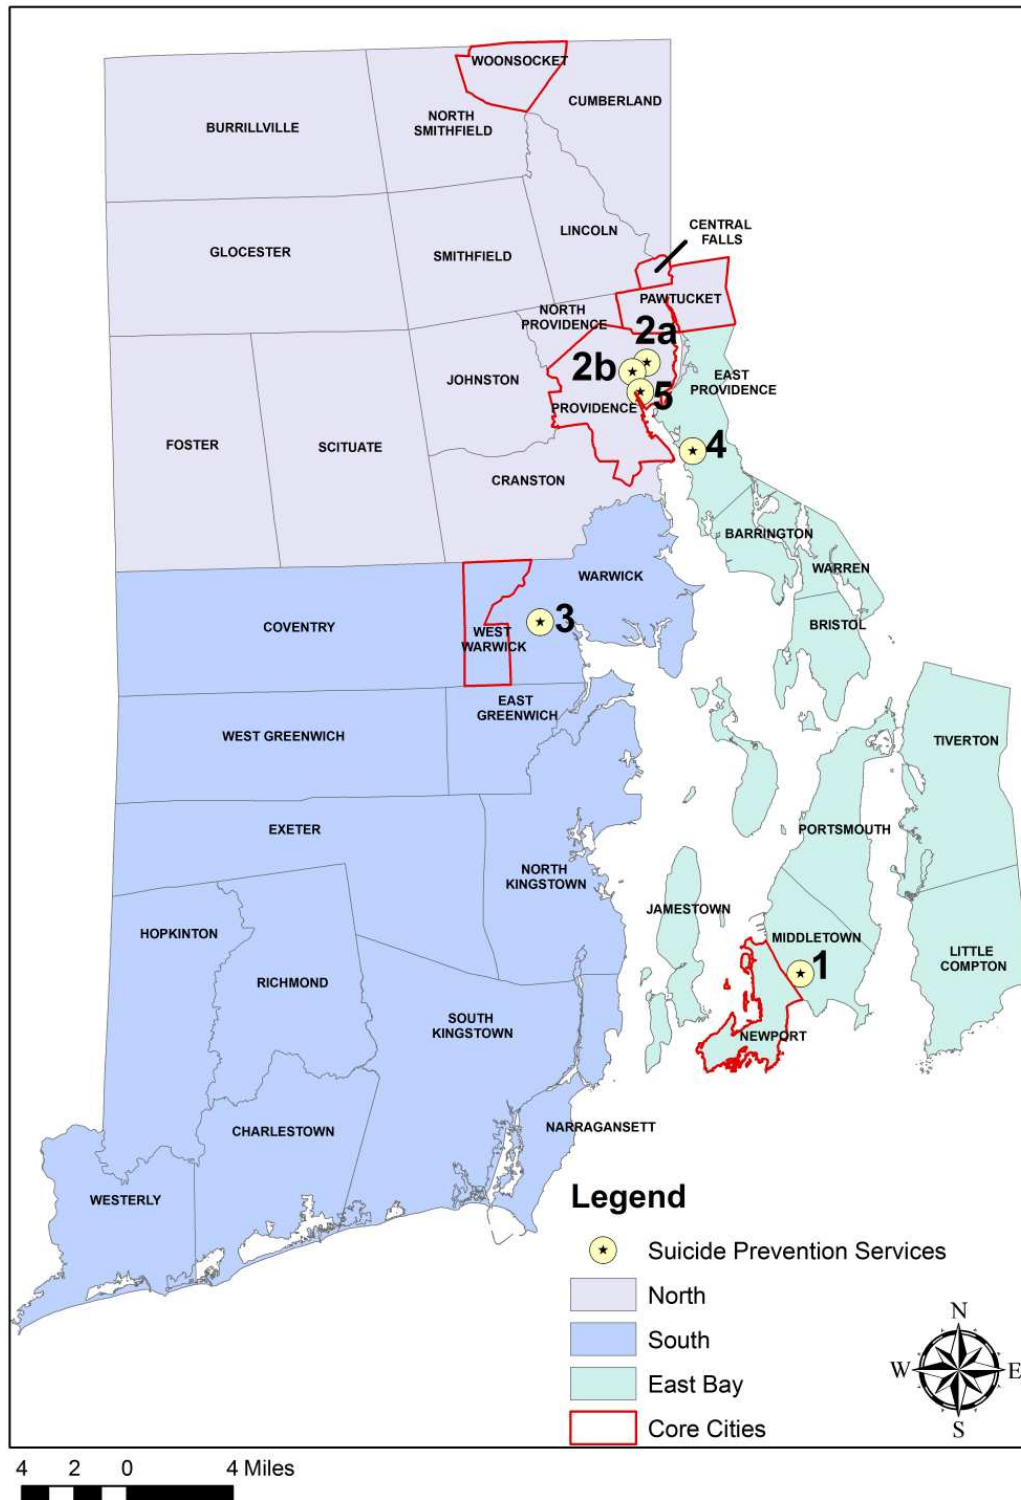 WOONSOCKET
CUMBERLAND
NORTH
SMITHFIELD
BURRILLVILLE
CENTRAL
FALLS
LINCOLN
GLOCESTER
SMITHFIELD
PAWTUCKET
NORTH
PROVIDENCE
2a
2b
EAST
PROVIDENCE
JOHNSTON
5
PROVIDENCE
FOSTER
SCITUATE
4
CRANSTON
BARRINGTON
WARREN
WARWICK
3
BRISTOL
COVENTRY
WEST
WARWICK
EAST
GREENWICH
WEST GREENWICH
TIVERTON
EXETER
PORTSMOUTH
NORTH
KINGSTOWN
JAMESTOWN
HOPKINTON
MIDDLETOWN
LITTLE
COMPTON
1
RICHMOND
SOUTH
KINGSTOWN
NEWPORT
NARRAGANSETT
CHARLESTOWN
WESTERLY
Legend
Suicide Prevention Services
North
South
East Bay
Core Cities
N
W E
S
4 2 0 4 Miles